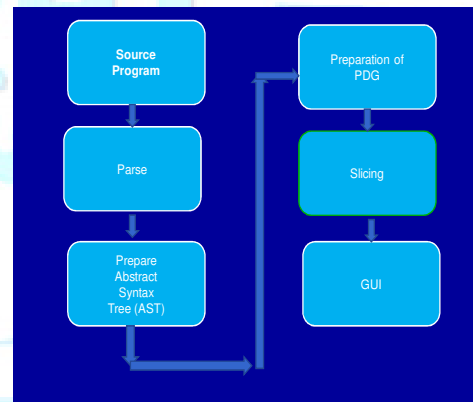 Source
Program
Parse
Prepare
Abstract
Syntax
Tree (AST)
Preparation of
PDG
Slicing
GUI